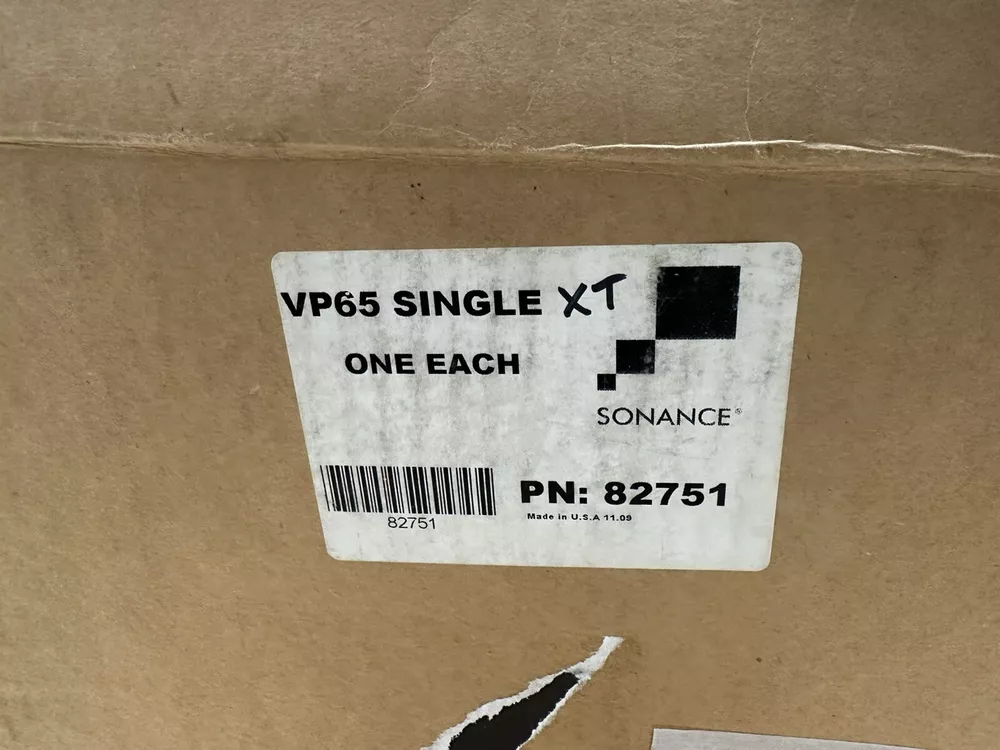 VP65 SINGLE XT
ONE EACH
SONANCE®
PN: 82751
Made in U.S.A 11.09
82751